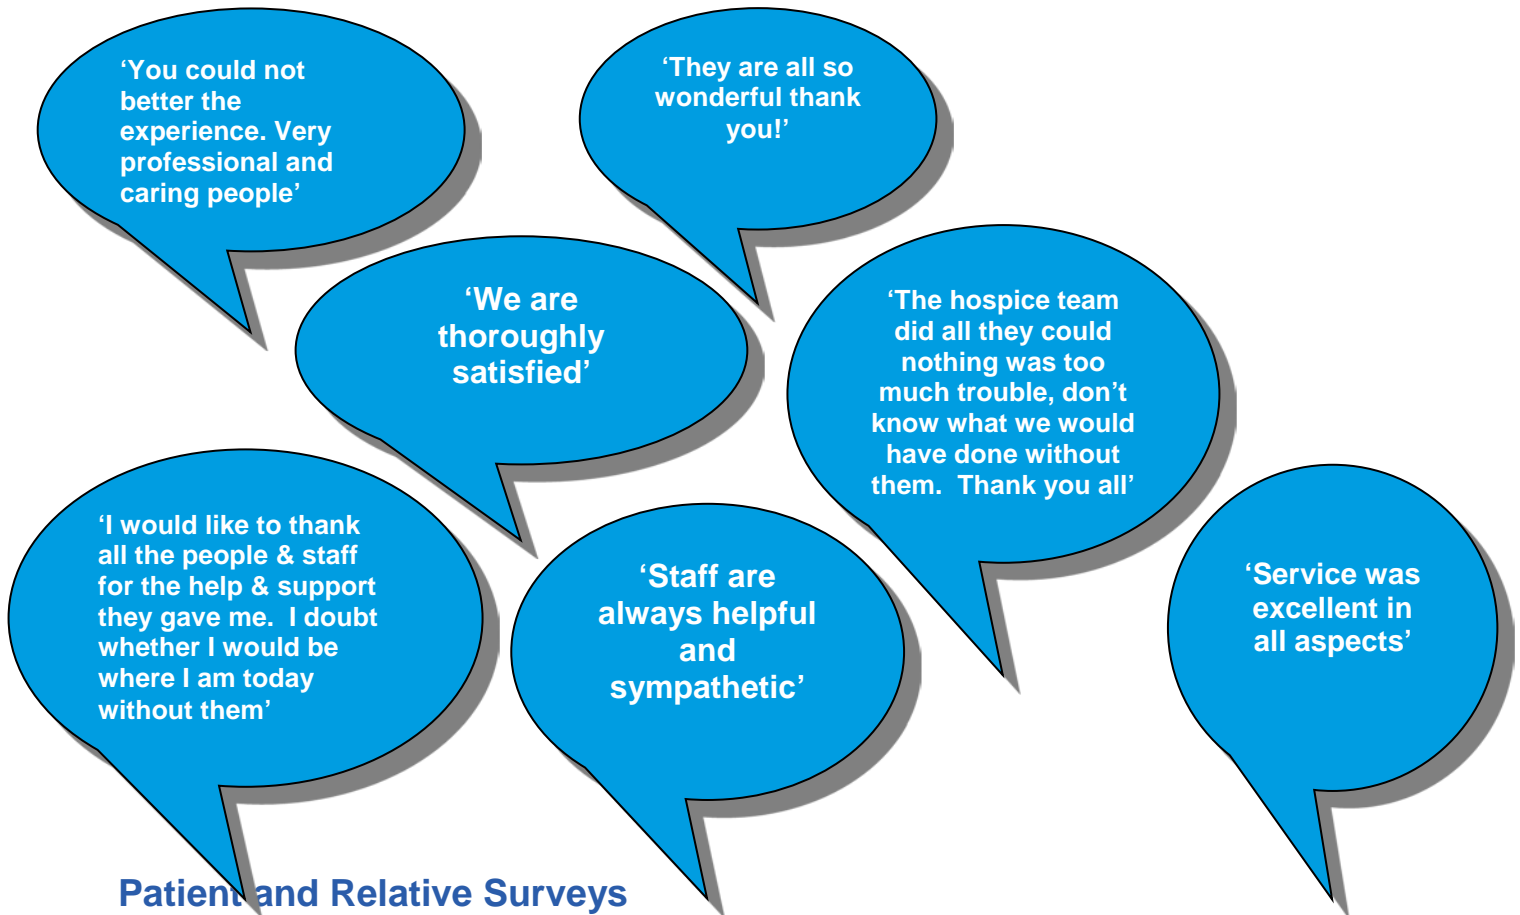 ‘You could not
better the
experience. Very
professional and
caring people’
‘They are all so
wonderful thank
you!’
‘We are
thoroughly
satisfied’
‘The hospice team
did all they could
nothing was too
much trouble, don’t
know what we would
have done without
them.  Thank you all’
‘I would like to thank
all the people & staff
for the help & support
they gave me.  I doubt
whether I would be
where I am today
without them’
‘Staff are
always helpful
and
sympathetic’
‘Service was
excellent in
all aspects’
Patient and Relative Surveys